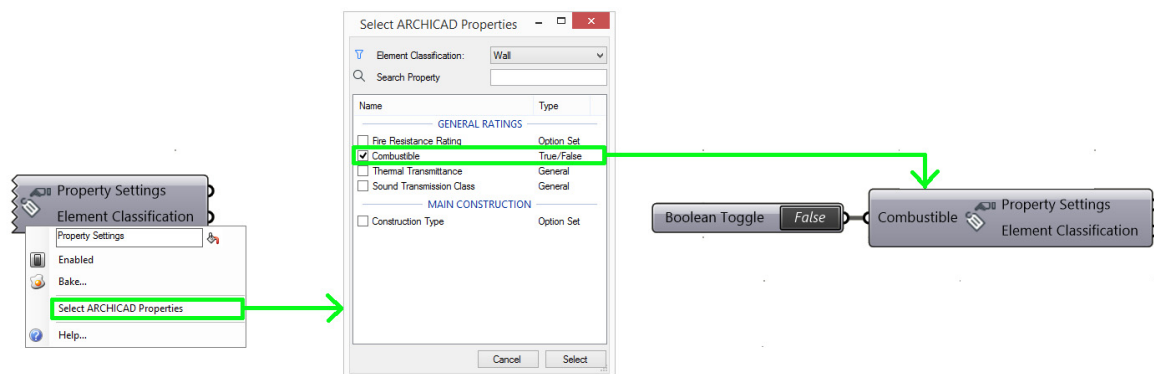 Property Settings
Element Classification
Property Settings
Enabled
Bake...
Select ARCHICAD Properties
Help...
Select ARCHICAD Properties
Element Classification: Wall
Search Property
Name Type
GENERAL RATINGS
Fire Resistance Rating Option Set
Combustible True/False
Thermal Transmittance General
Sound Transmission Class General
MAIN CONSTRUCTION
Construction Type Option Set
Cancel Select
Boolean Toggle False
Combustible
Property Settings
Element Classification